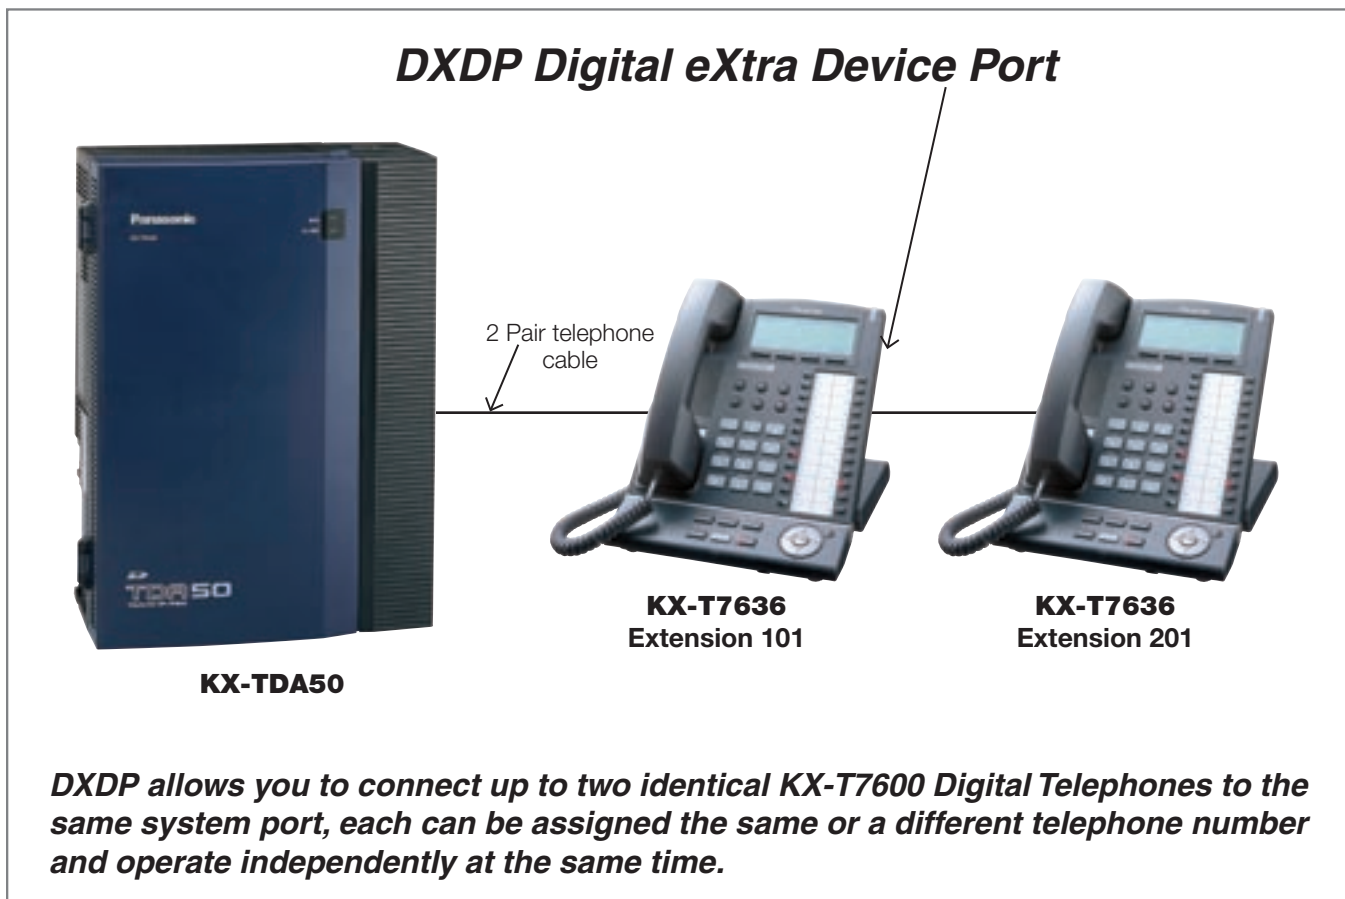 DXDP Digital eXtra Device Port
Panasonic
2 Pair telephone
cable
TDA50
KX-T7636
Extension 101
KX-T7636
Extension 201
KX-TDA50
DXDP allows you to connect up to two identical KX-T7600 Digital Telephones to the
same system port, each can be assigned the same or a different telephone number
and operate independently at the same time.